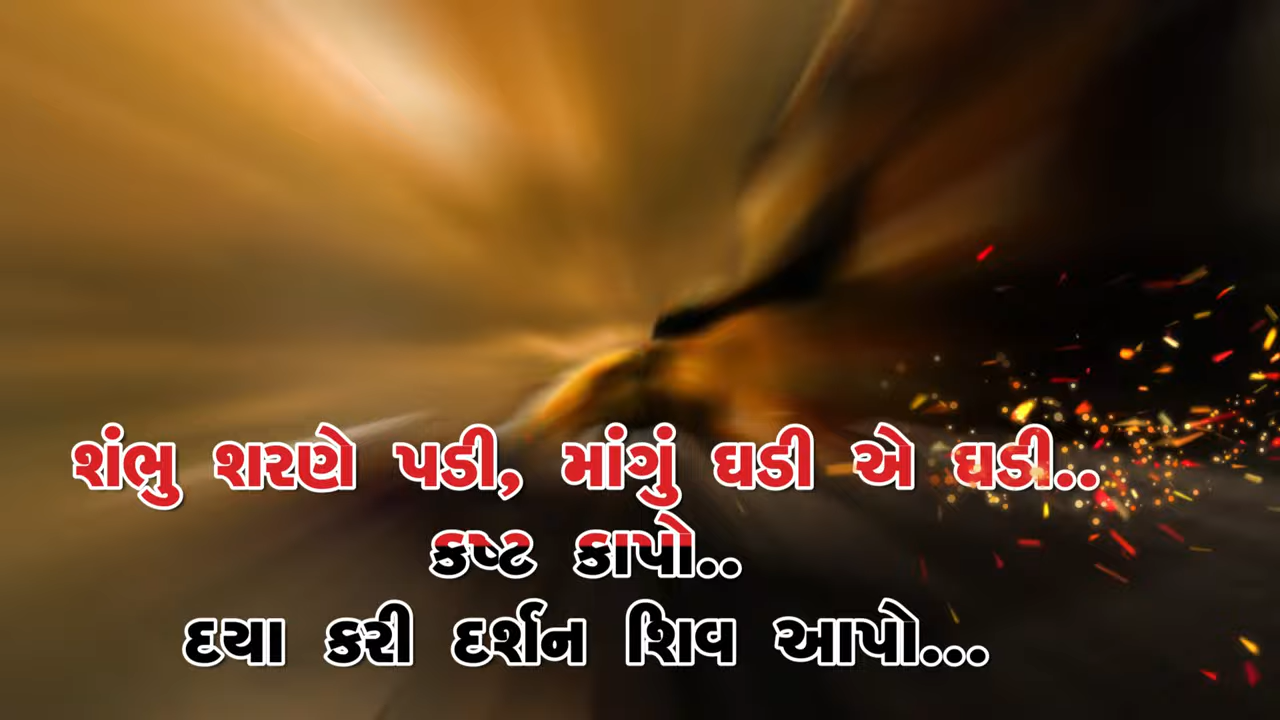 શંભુ શરણે પડી, માંગું ઘડી એ ઘડી..
કષ્ટ કાપો..
દયા કરી દર્શન શિવ આપો...